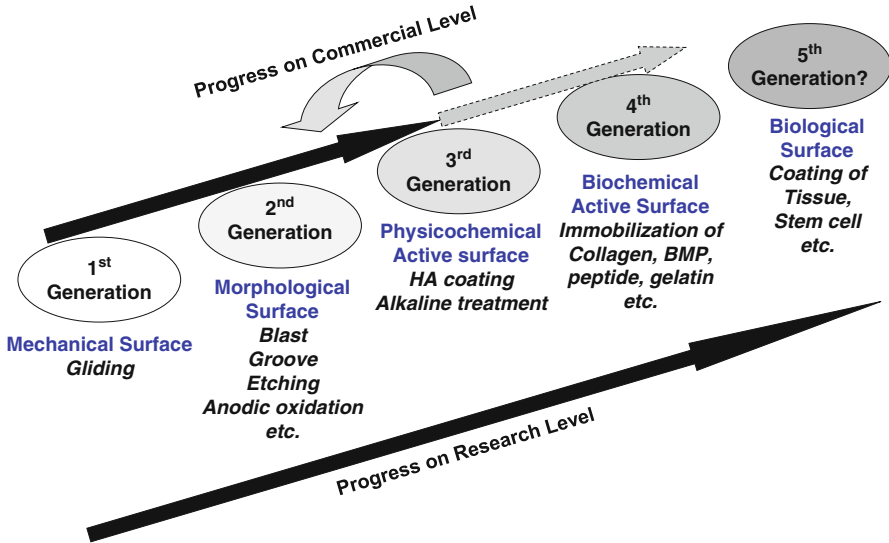 Progress on Commercial Level
1st
Generation
Mechanical Surface
Gliding
2nd
Generation
Morphological
Surface
Blast
Groove
Etching
Anodic oxidation
etc.
3rd
Generation
Physicochemical
Active surface
HA coating
Alkaline treatment
4th
Generation
Biochemical
Active Surface
Immobilization of
Collagen, BMP,
peptide, gelatin
etc.
5th
Generation?
Biological
Surface
Coating of
Tissue,
Stem cell
etc.
Progress on Research Level